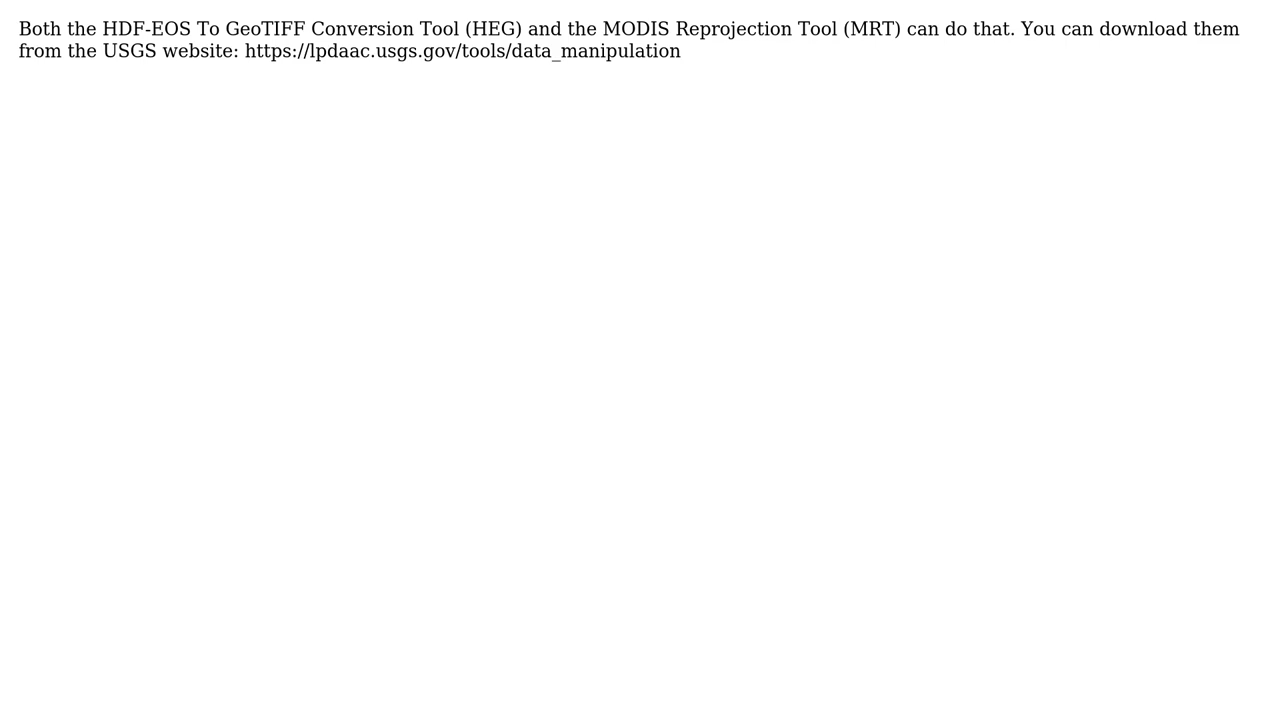 Both the HDF-EOS To GeoTIFF Conversion Tool (HEG) and the MODIS Reprojection Tool (MRT) can do that. You can download them
from the USGS website: https://lpdaac.usgs.gov/tools/data_manipulation